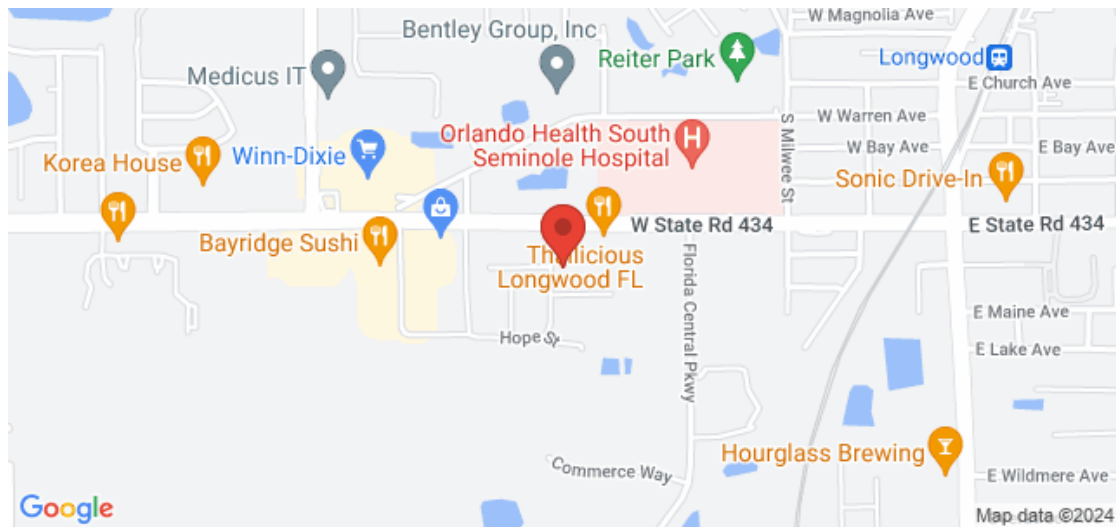 W Magnolia Ave
Bentley Group, Inc
Reiter Park
Longwood
Medicus IT
E Church Ave
W Warren Ave
Orlando Health South
Seminole Hospital
S Milwee St
W Bay Ave
E Bay Ave
Korea House
Winn-Dixie
Sonic Drive-In
W State Rd 434
E State Rd 434
Bayridge Sushi
Longwood FL
Florida Central Pkwy
E Maine Ave
Hope St
E Lake Ave
Hourglass Brewing
Commerce Way
E Wildmere Ave
Google
Map data ©2024